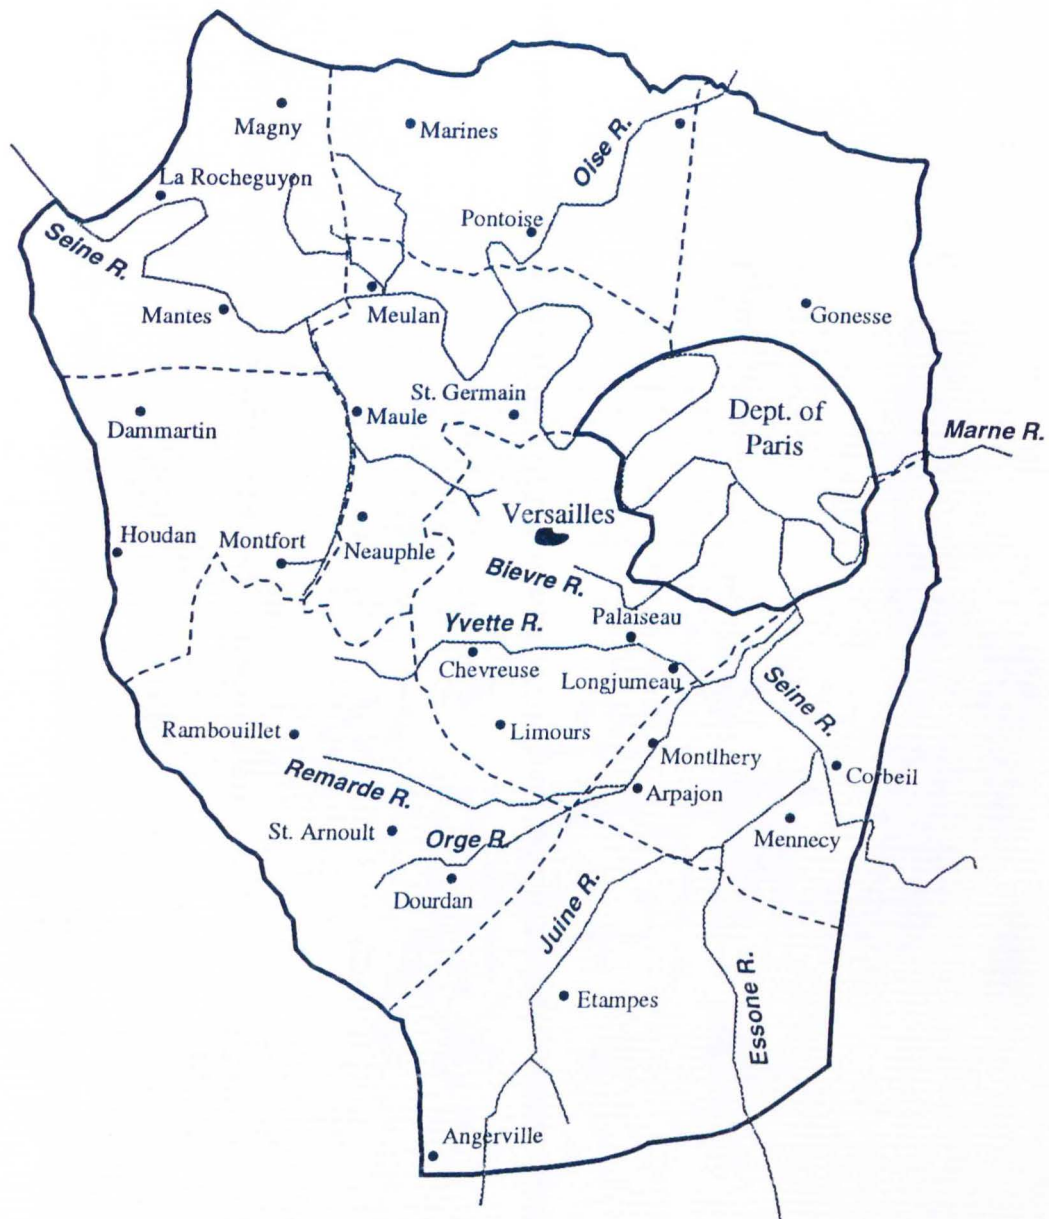 Magny
Marines
Oise R.
La Rocheguyon
Pontoise
Seine R.
Mantes
Meulan
Gonesse
St. Germain
Dammartin
Maule
Dept. of
Paris
Marne R.
Houdan
Montfort
Neauphle
Versailles
Bievre R.
Palaiseau
Yvette R.
Chevreuse
Longjumeau
Seine R.
Rambouillet
Limours
Montlhery
Remarde R.
Arpajon
Corbeil
St. Arnoult
Orge R.
Mennecy
Dourdan
Juine R.
Etampes
Essone R.
Angerville